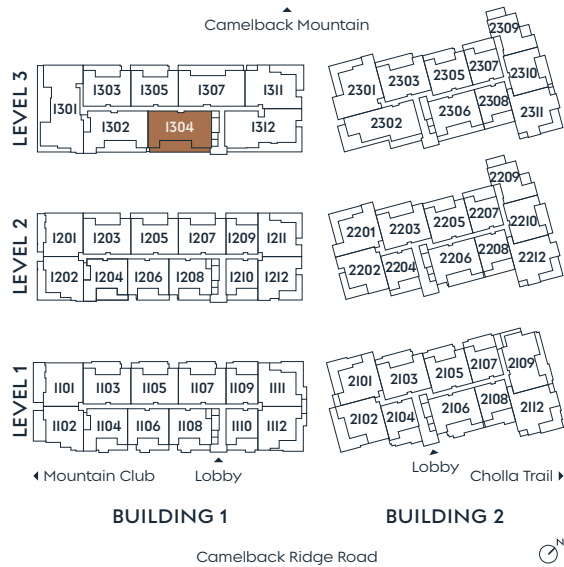 Camelback Mountain
LEVEL 3
1301 1303 1305 1307 1311
1302 1304 1312
2301 2303 2305 2307 2309 2310
2302 2306 2308 2311
LEVEL 2
1201 1203 1205 1207 1209 1211
1202 1204 1206 1208 1210 1212
2201 2203 2205 2207 2209 2210
2202 2204 2206 2208 2212
LEVEL 1
1101 1103 1105 1107 1109 1111
1102 1104 1106 1108 1110 1112
2101 2103 2105 2107 2109
2102 2104 2106 2108 2112
Mountain Club
Lobby
Lobby
Cholla Trail
BUILDING 1
BUILDING 2
Camelback Ridge Road
N